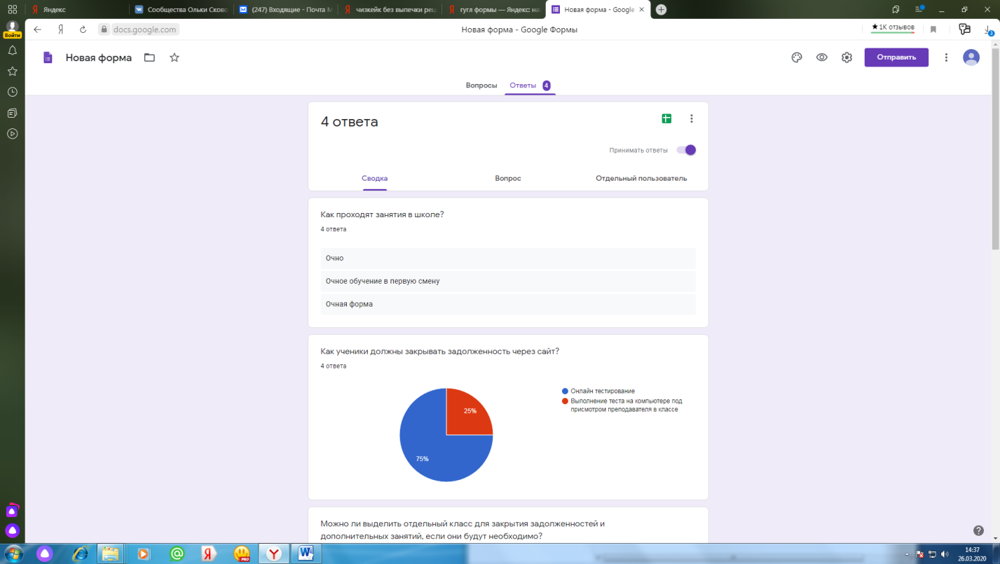 Яндекс
Сообщества Ольки Сково
(247) Входящие - Почта M
чизкейк без выпечки рец
гугл формы — Яндекс: на
Новая форма - Google
Войти
docs.google.com
Новая форма - Google Формы
★1K отзывов
3
Новая форма
Отправить
Вопросы
Ответы 4
4 ответа
Принимать ответы
Сводка
Вопрос
Отдельный пользователь
Как проходят занятия в школе?
4 ответа
Очно
Очное обучение в первую смену
Очная форма
Как ученики должны закрывать задолженность через сайт?
4 ответа
Онлайн тестирование
Выполнение теста на компьютере под
присмотром преподавателя в классе
25%
75%
Можно ли выделить отдельный класс для закрытия задолженностей и
дополнительных занятий, если они будут необходимо?
PRO
14:37
26.03.2020